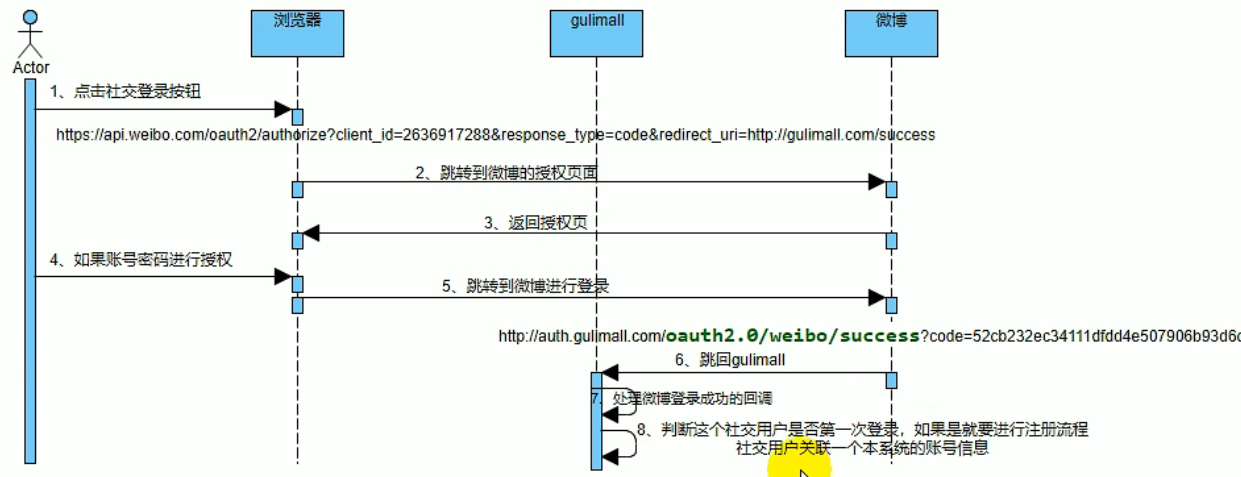 浏览器
gulimall
微博
Actor
1、点击社交登录按钮
https://api.weibo.com/oauth2/authorize?client_id=2636917288&response_type=code&redirect_uri=http://gulimall.com/success
2、跳转到微博的授权页面
3、返回授权页
4、如果账号密码进行授权
5、跳转到微博进行登录
http://auth.gulimall.com/oauth2.0/weibo/success?code=52cb232ec34111dfdd4e507906b93d6
6、跳回gulimall
7、处理微博登录成功的回调
8、判断这个社交用户是否第一次登录，如果是就要进行注册流程
社交用户关联一个本系统的账号信息